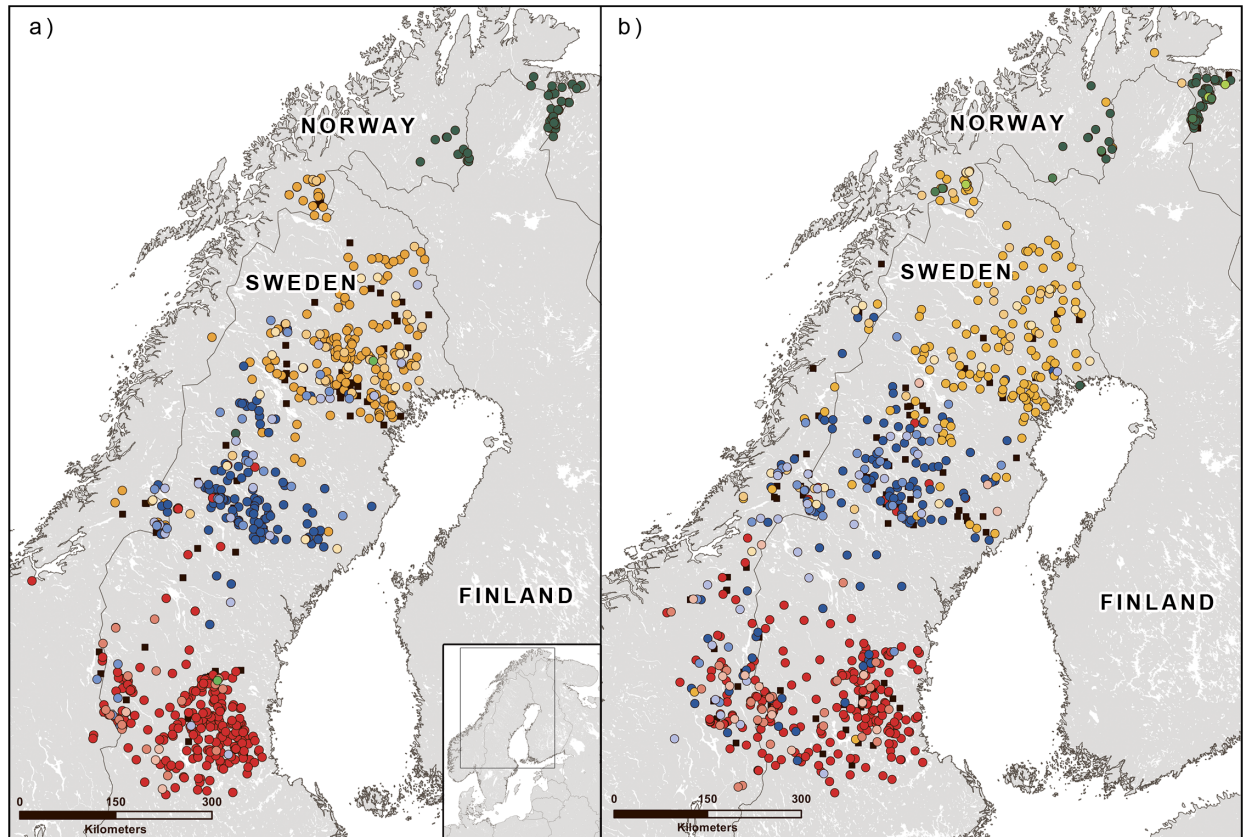 a)
NORWAY
SWEDEN
FINLAND
0 150 300
Kilometers
b)
NORWAY
SWEDEN
FINLAND
0 150 300
Kilometers